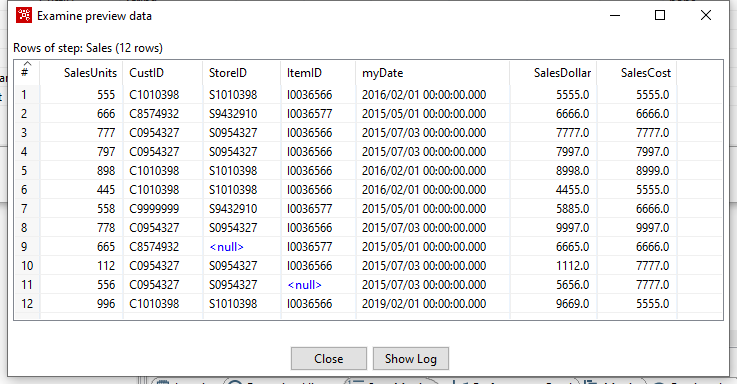 Examine preview data
Rows of step: Sales (12 rows)
# SalesUnits CustID StoreID ItemID myDate SalesDollar SalesCost
1 555 C1010398 S1010398 I0036566 2016/02/01 00:00:00.000 5555.0 5555.0
2 666 C8574932 S9432910 I0036577 2015/05/01 00:00:00.000 6666.0 6666.0
3 777 C0954327 S0954327 I0036566 2015/07/03 00:00:00.000 7777.0 7777.0
4 797 C0954327 S0954327 I0036566 2015/07/03 00:00:00.000 7997.0 7997.0
5 898 C1010398 S1010398 I0036566 2016/02/01 00:00:00.000 8998.0 8999.0
6 445 C1010398 S1010398 I0036566 2016/02/01 00:00:00.000 4455.0 5555.0
7 558 C9999999 S9432910 I0036577 2015/05/01 00:00:00.000 5885.0 6666.0
8 778 C0954327 S0954327 I0036566 2015/07/03 00:00:00.000 9997.0 9997.0
9 665 C8574932 <null> I0036577 2015/05/01 00:00:00.000 6665.0 6666.0
10 112 C0954327 S0954327 I0036566 2015/07/03 00:00:00.000 1112.0 7777.0
11 556 C0954327 S0954327 <null> 2015/07/03 00:00:00.000 5656.0 7777.0
12 996 C1010398 S1010398 I0036566 2019/02/01 00:00:00.000 9669.0 5555.0
Close Show Log